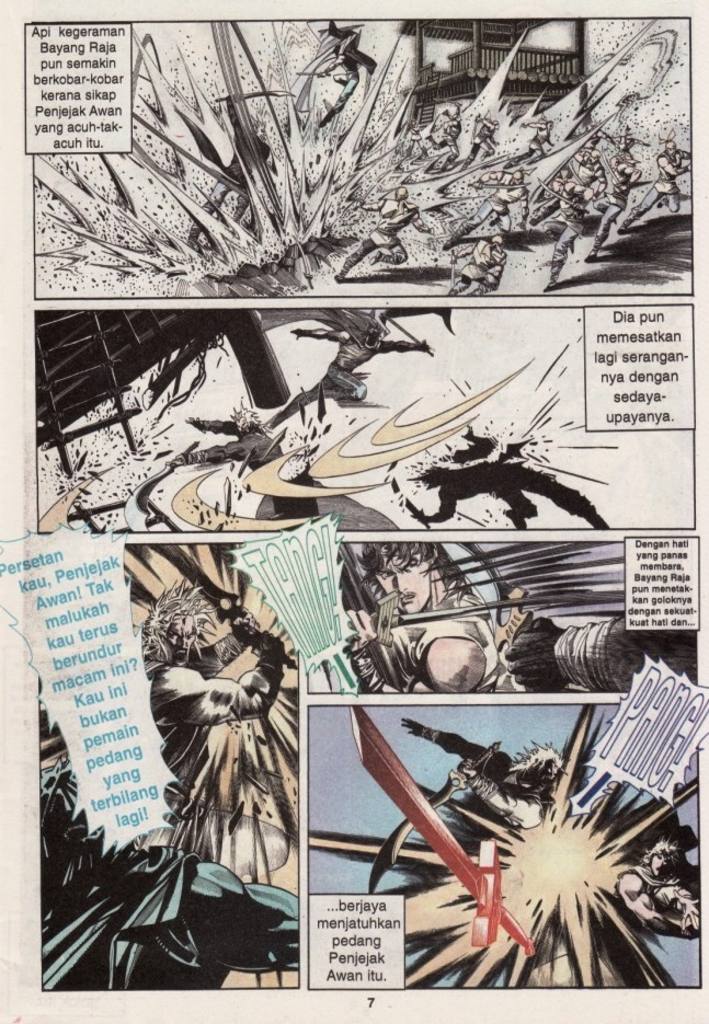 Api kegeraman
Bayang Raja
pun semakin
berkobar-kobar
kerana sikap
Penjejak Awan
yang acuh-tak-
acuh itu.
Dia pun
memesatkan
lagi serangan-
nya dengan
sedaya-
upayanya.
Persetan
kau, Penjejak
Awan! Tak
malukah
kau terus
berundur
macam ini?
Kau ini
bukan
pemain
pedang
yang
terbilang
lagi!
TANG!
Dengan hati
yang panas
membara,
Bayang Raja
pun menetak-
kan goloknya
dengan sekuat-
kuat hati dan...
PRANG!
...berjaya
menjatuhkan
pedang
Penjejak
Awan itu.
7